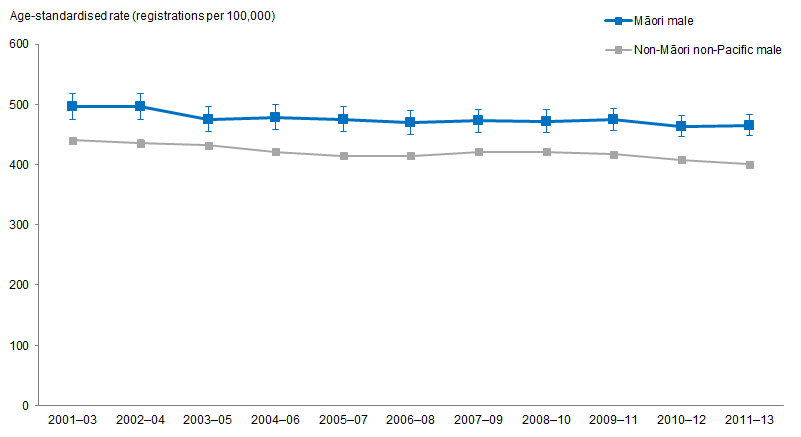 Age-standardised rate (registrations per 100,000)
Māori male
Non-Māori non-Pacific male
600
500
400
300
200
100
0
2001–03 2002–04 2003–05 2004–06 2005–07 2006–08 2007–09 2008–10 2009–11 2010–12 2011–13